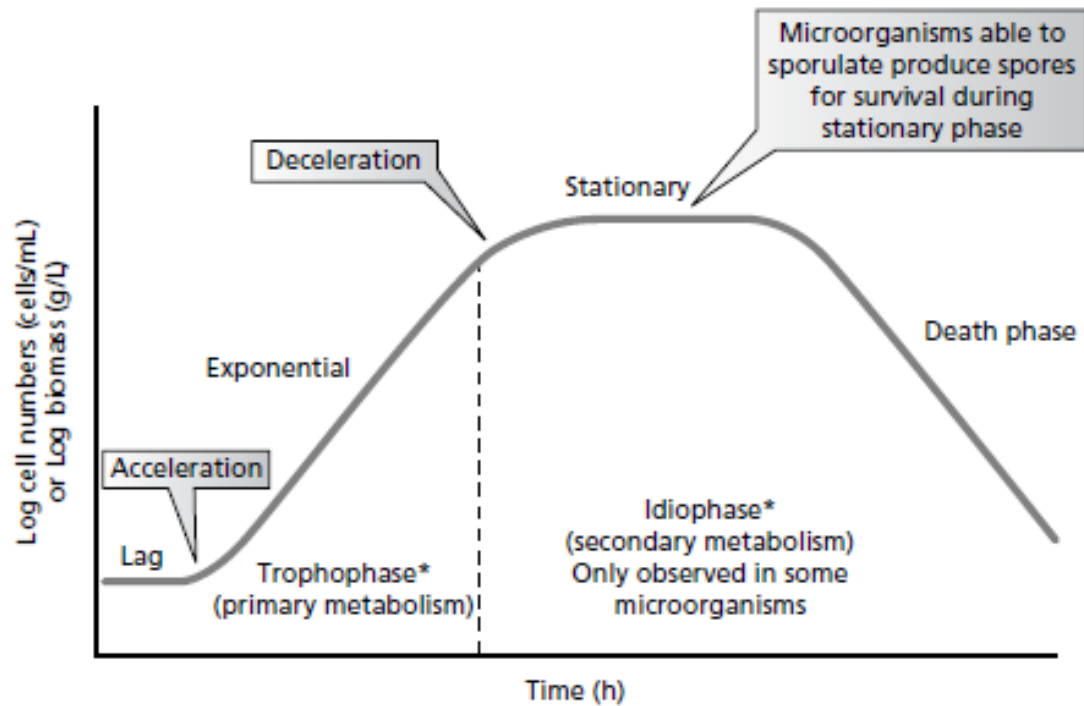 Microorganisms able to
sporulate produce spores
for survival during
stationary phase
Deceleration
Stationary
Log cell numbers (cells/mL)
or Log biomass (g/L)
Exponential
Death phase
Acceleration
Lag
Trophophase*
(primary metabolism)
Idiophase*
(secondary metabolism)
Only observed in some
microorganisms
Time (h)